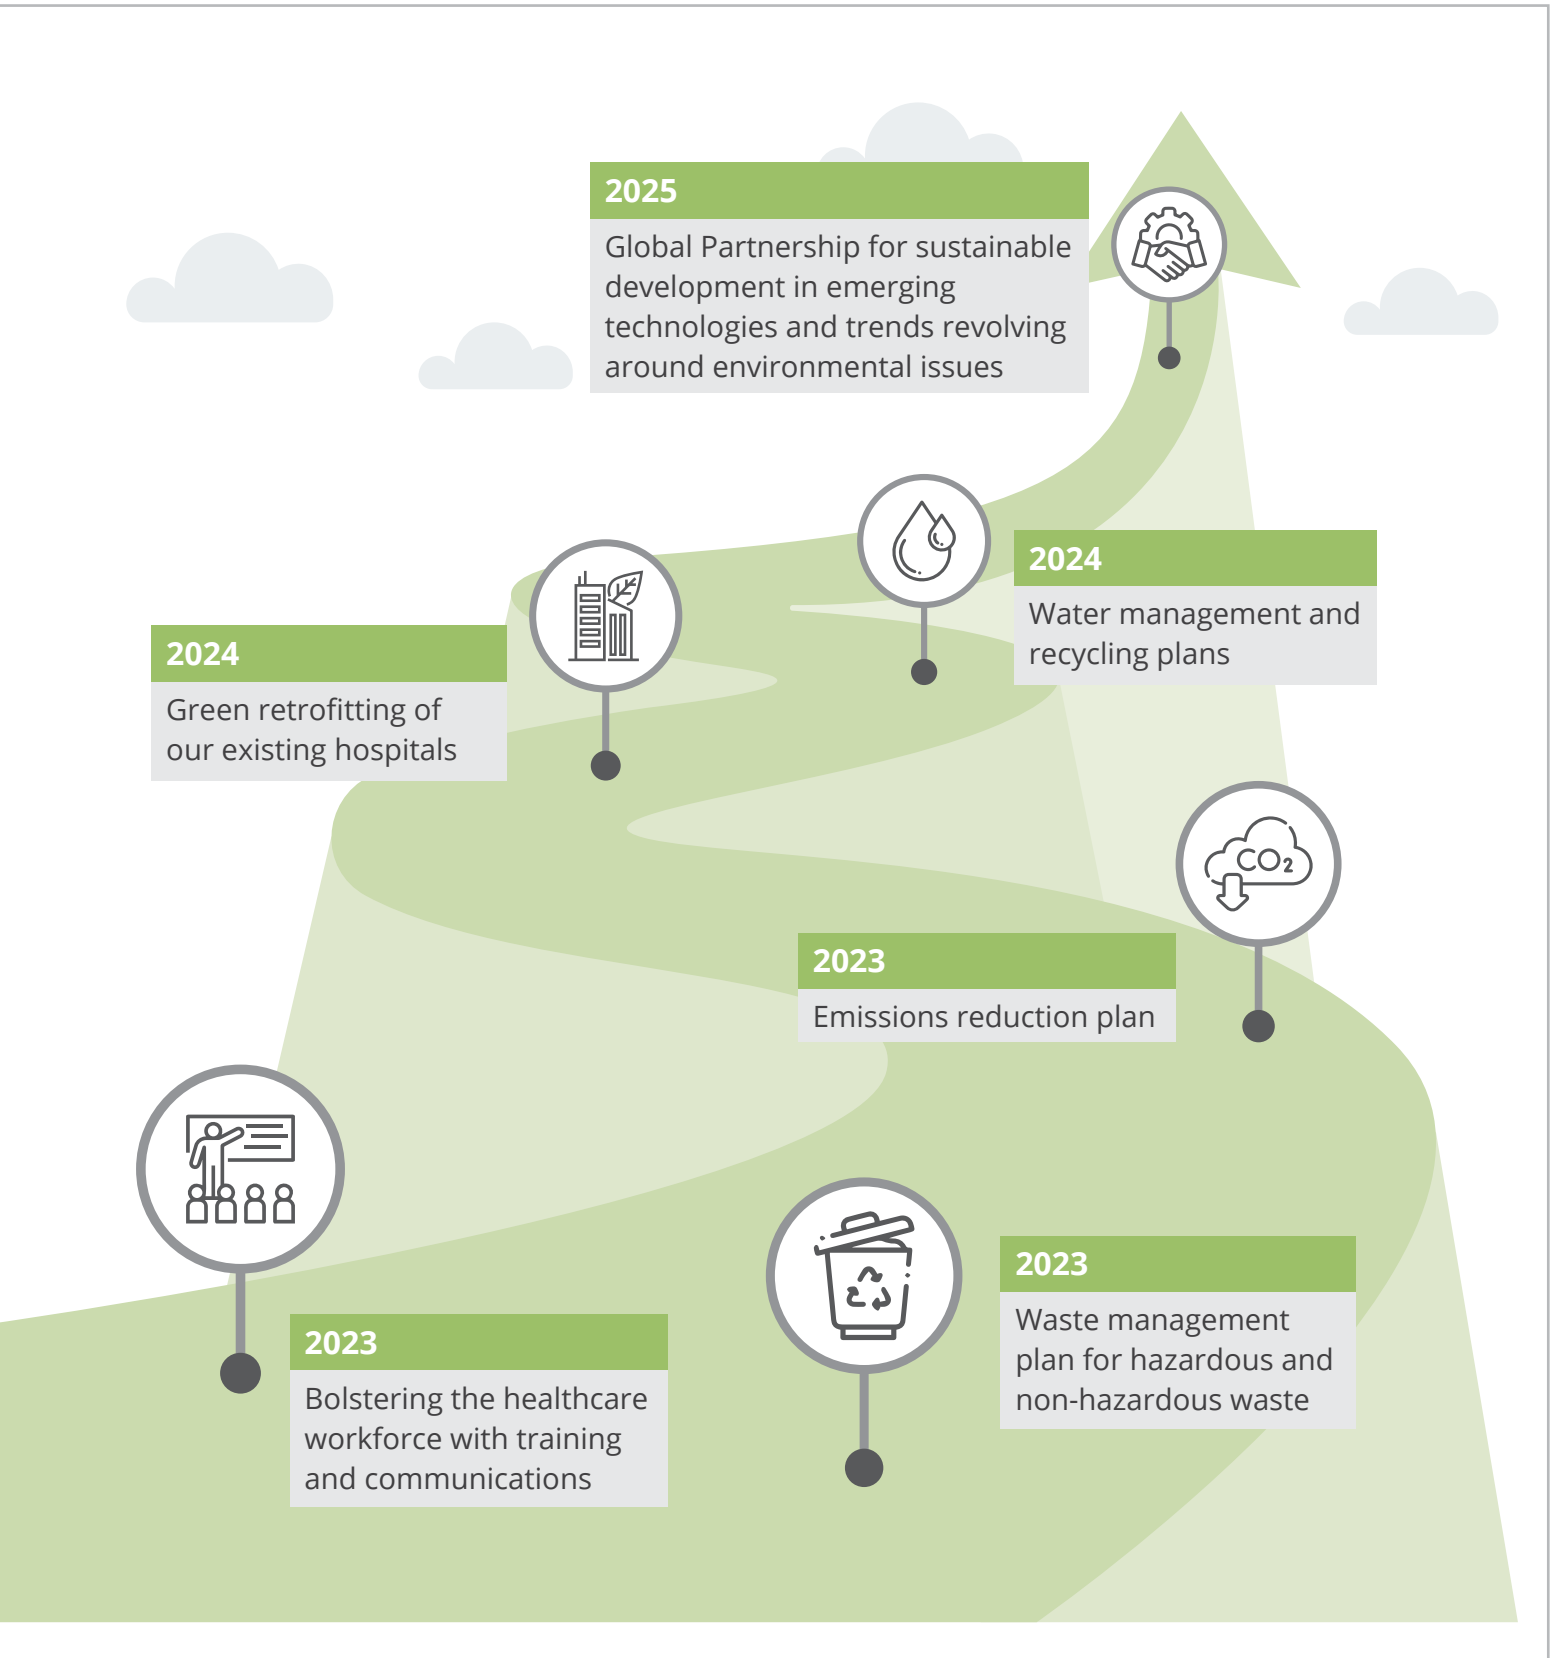 2025
Global Partnership for sustainable
development in emerging
technologies and trends revolving
around environmental issues
2024
Water management and
recycling plans
2024
Green retrofitting of
our existing hospitals
CO2
2023
Emissions reduction plan
2023
Waste management
plan for hazardous and
non-hazardous waste
2023
Bolstering the healthcare
workforce with training
and communications